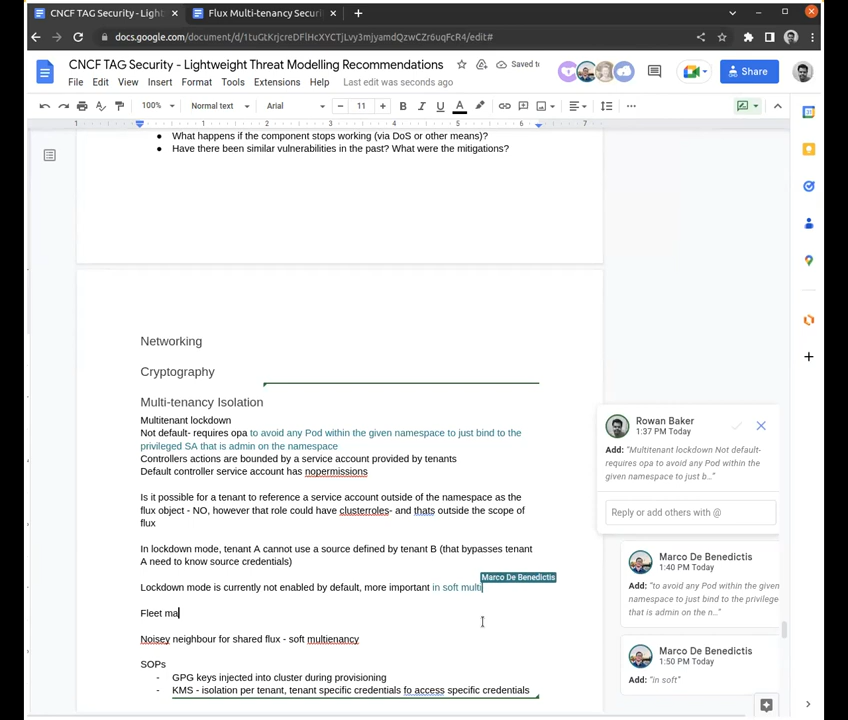 CNCF TAG Security - Light
Flux Multi-tenancy Securi
docs.google.com/document/d/1tuGtKrjcreDFlHcXYCTjLvy3mjyamdQzwCZr6uqFcR4/edit#
CNCF TAG Security - Lightweight Threat Modelling Recommendations
Saved t
Share
File Edit View Insert Format Tools Extensions Help Last edit was seconds ago
100% Normal text Arial 11
1 1 2 3 4 5 6 7
What happens if the component stops working (via DoS or other means)?
Have there been similar vulnerabilities in the past? What were the mitigations?
Networking
Cryptography
Multi-tenancy Isolation
Multitenant lockdown
Not default- requires opa to avoid any Pod within the given namespace to just bind to the
privileged SA that is admin on the namespace
Controllers actions are bounded by a service account provided by tenants
Default controller service account has nopermissions
Is it possible for a tenant to reference a service account outside of the namespace as the
flux object - NO, however that role could have clusterroles- and thats outside the scope of
flux
In lockdown mode, tenant A cannot use a source defined by tenant B (that bypasses tenant
A need to know source credentials)
Marco De Benedictis
Lockdown mode is currently not enabled by default, more important in soft multi
Fleet ma
Noisey neighbour for shared flux - soft multienancy
SOPs
- GPG keys injected into cluster during provisioning
- KMS - isolation per tenant, tenant specific credentials fo access specific credentials
Rowan Baker
1:37 PM Today
Add: "Multitenant lockdown Not default-
requires opa to avoid any Pod within the
given namespace to just b..."
Reply or add others with @
Marco De Benedictis
1:40 PM Today
Add: "to avoid any Pod within the given
namespace to just bind to the privilege
that is admin on the n..."
Marco De Benedictis
1:50 PM Today
Add: "in soft"